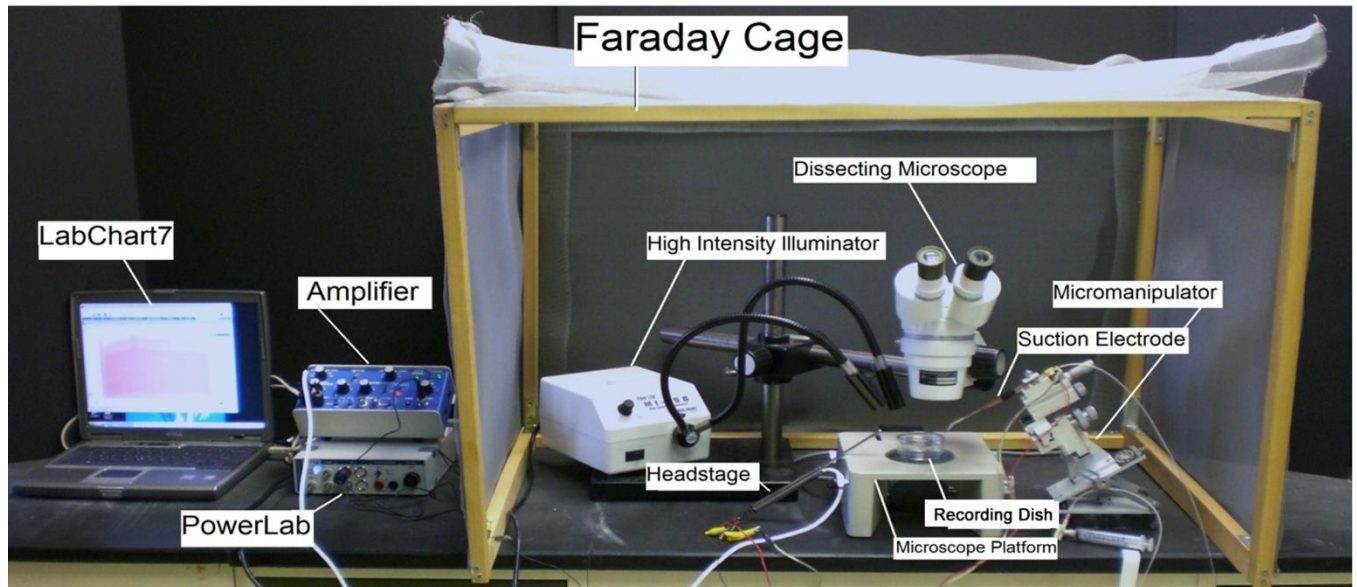 Faraday Cage
Dissecting Microscope
LabChart7
High Intensity Illuminator
Amplifier
Micromanipulator
Suction Electrode
Headstage
Recording Dish
PowerLab
Microscope Platform